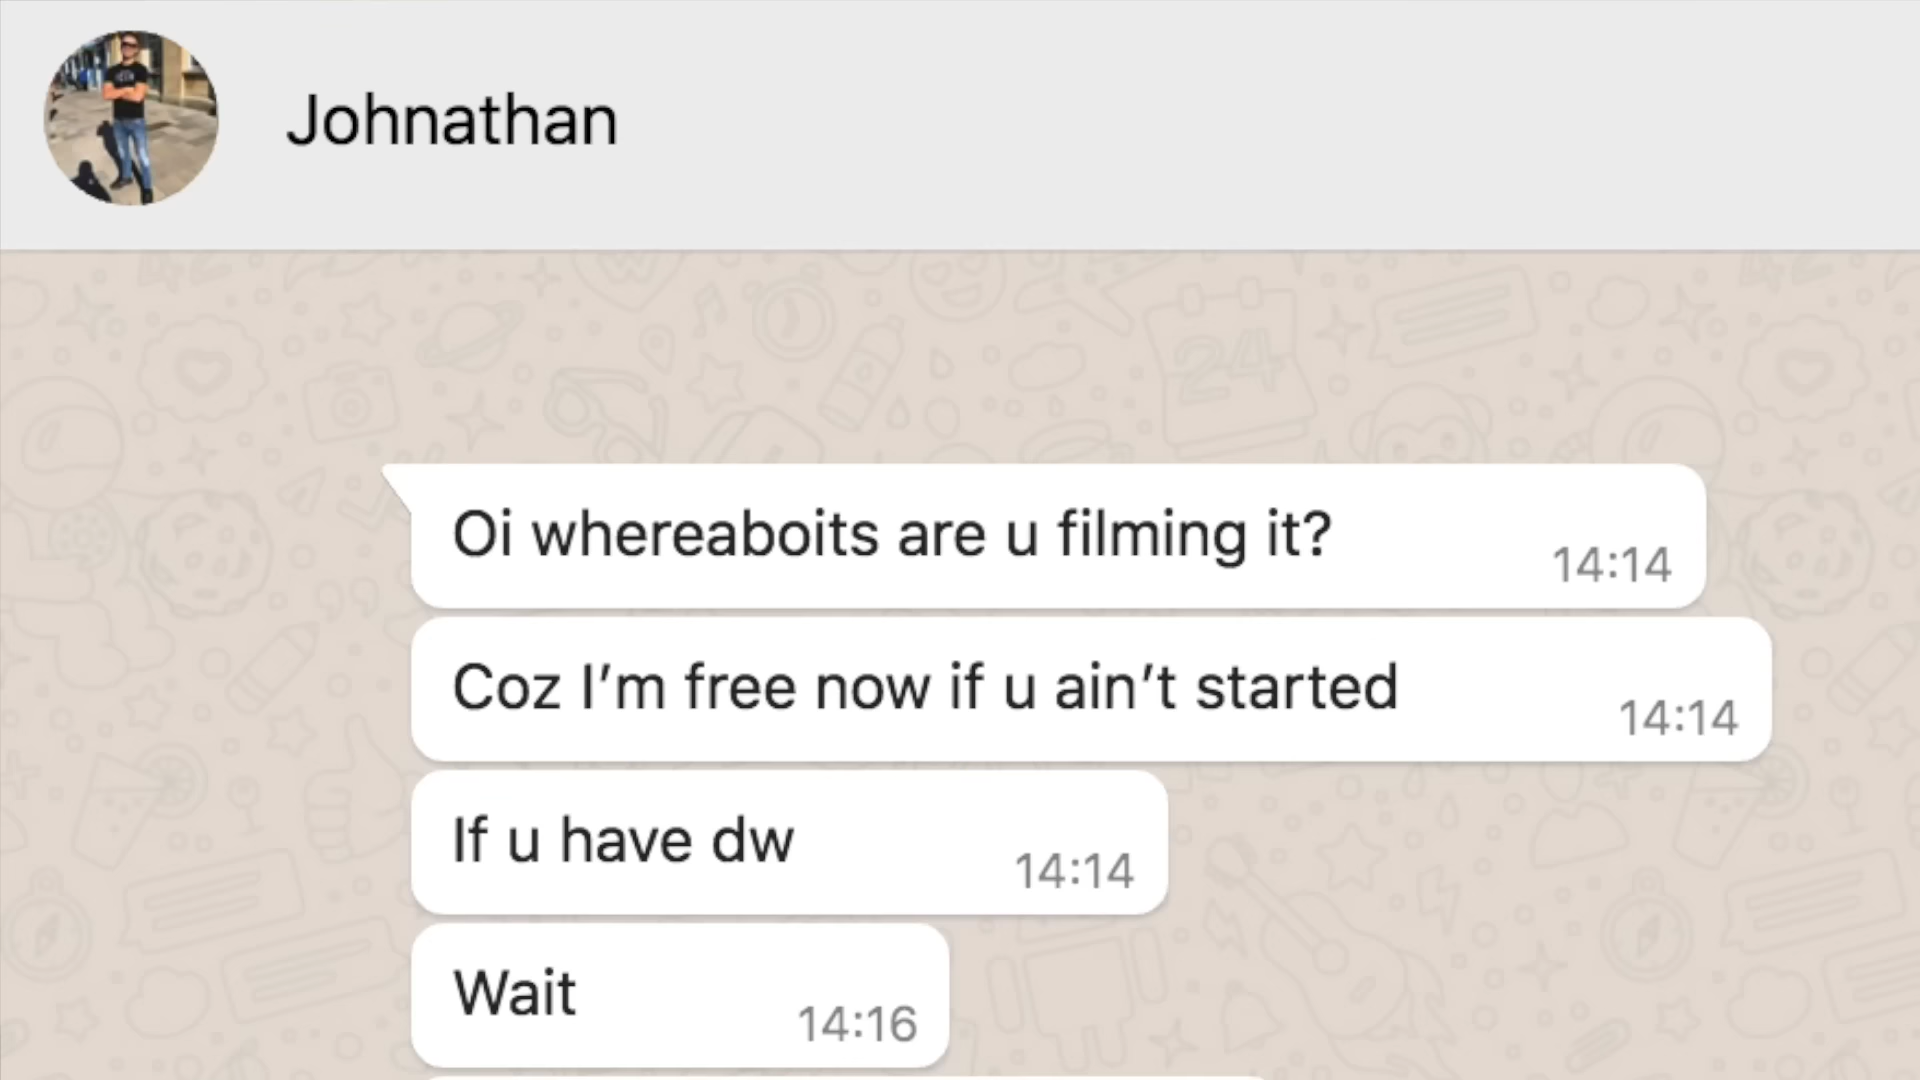 Johnathan
Oi whereaboits are u filming it?
14:14
Coz I’m free now if u ain’t started
14:14
If u have dw
14:14
Wait
14:16